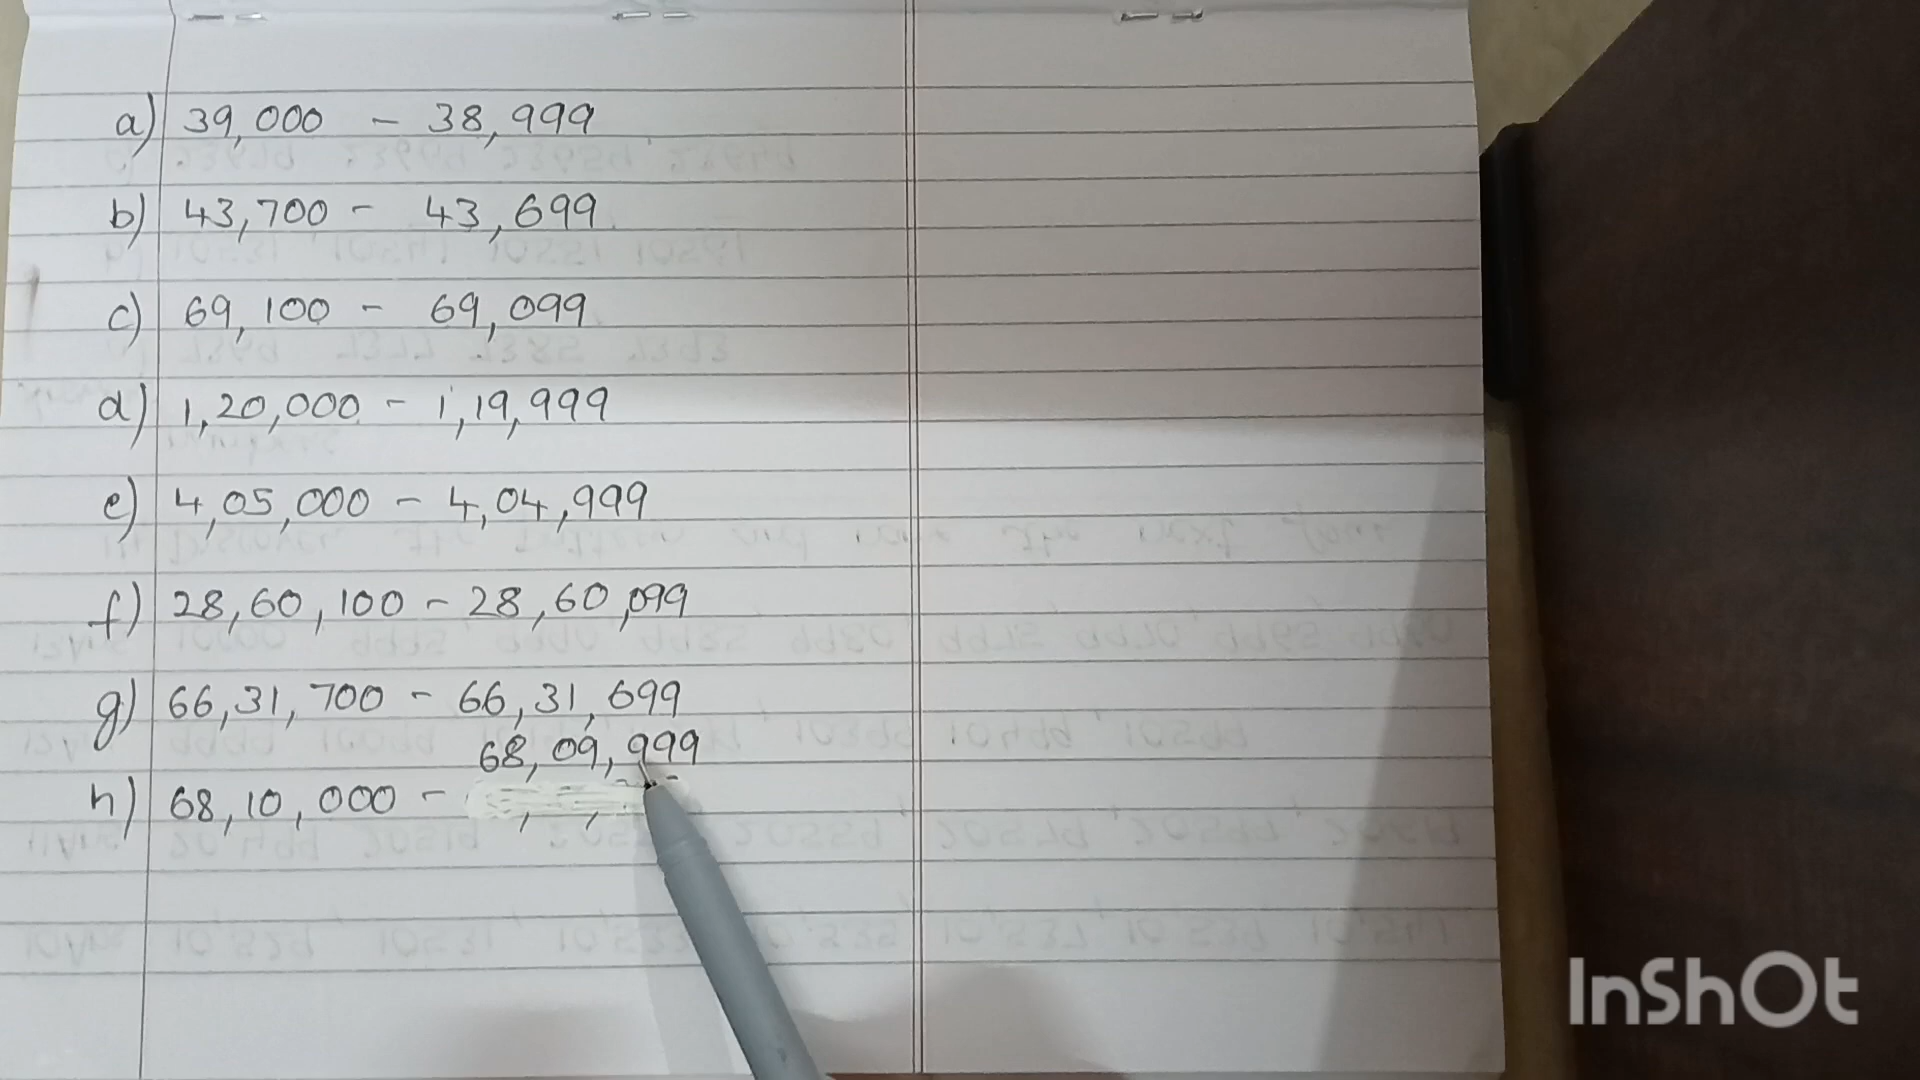 a) 39,000 - 38,999
b) 43,700 - 43,699
c) 69,100 - 69,099
d) 1,20,000 - 1,19,999
e) 4,05,000 - 4,04,999
f) 28,60,100 - 28,60,099
g) 66,31,700 - 66,31,699
68,09,999
h) 68,10,000 -
InShOt